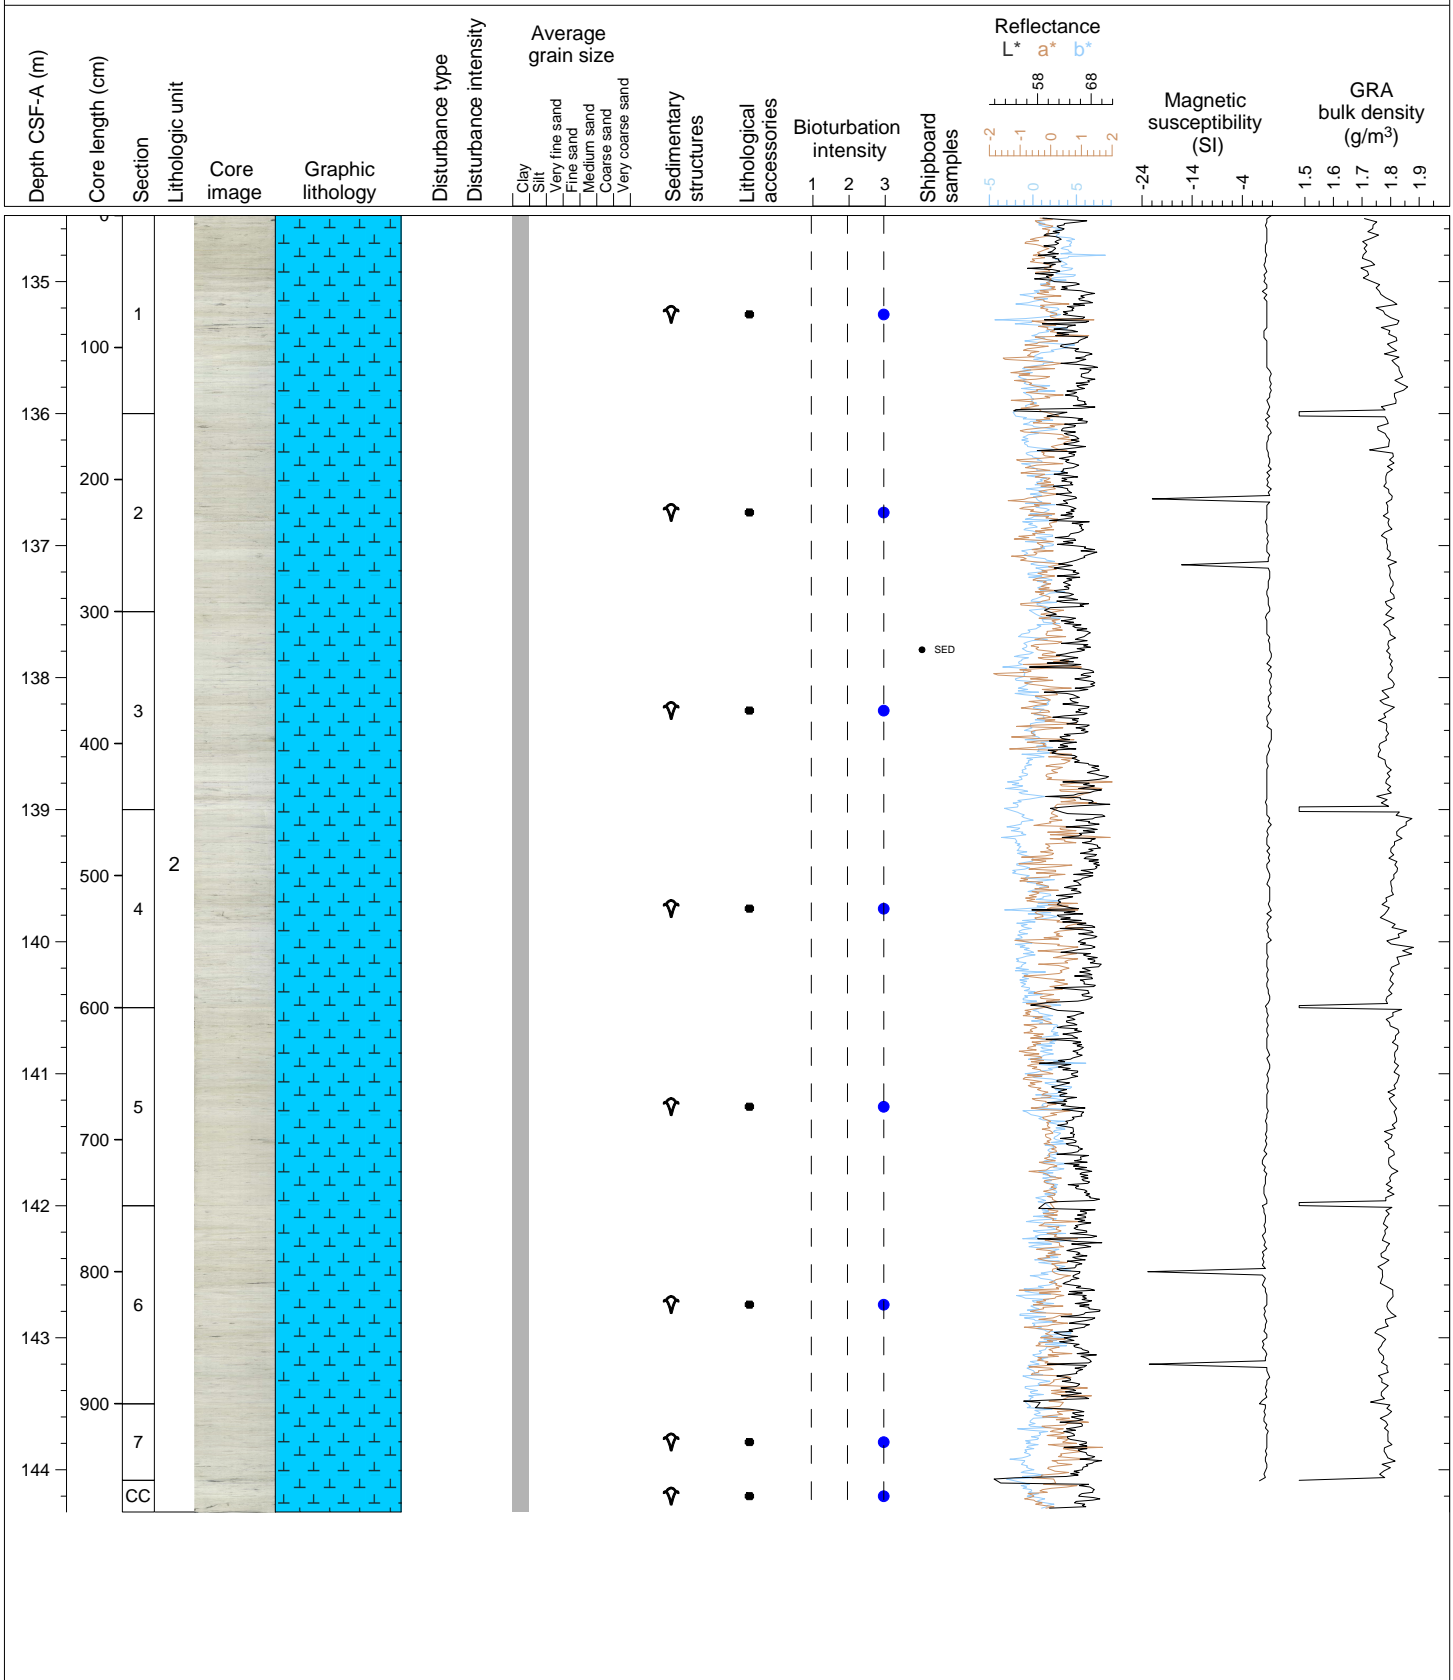 Depth CSF-A (m)
Core length (cm)
Section
Lithologic unit
Core
image
Graphic
lithology
Disturbance type
Disturbance intensity
Average
grain size
Clay
Silt
Very fine sand
Fine sand
Medium sand
Coarse sand
Very coarse sand
Sedimentary
structures
Lithological
accessories
Bioturbation
intensity
1 2 3
Shipboard
samples
Reflectance
L* a* b*
58 68
-2 -1 0 1 2
-5 0 5
Magnetic
susceptibility
(SI)
-24 -14 -4
GRA
bulk density
(g/m³)
1.5 1.6 1.7 1.8 1.9
0
135
1
100
136
200
2
137
300
SED
138
3
400
139
2
500
4
140
600
141
5
700
142
800
6
143
900
7
144
CC